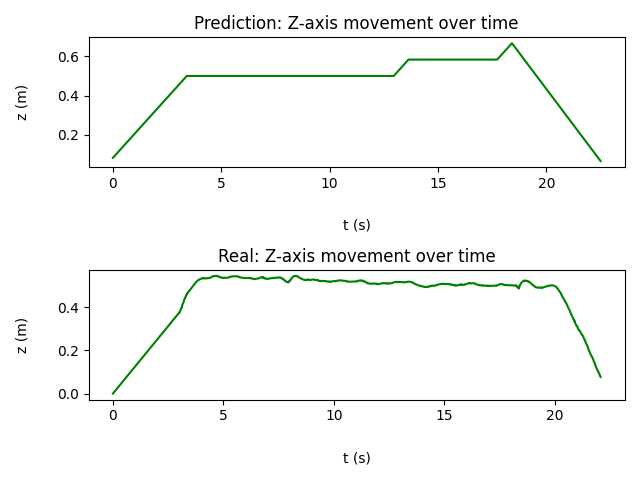 Prediction: Z-axis movement over time
0.6
0.4
0.2
z (m)
0 5 10 15 20
t (s)
Real: Z-axis movement over time
0.4
0.2
0.0
z (m)
0 5 10 15 20
t (s)